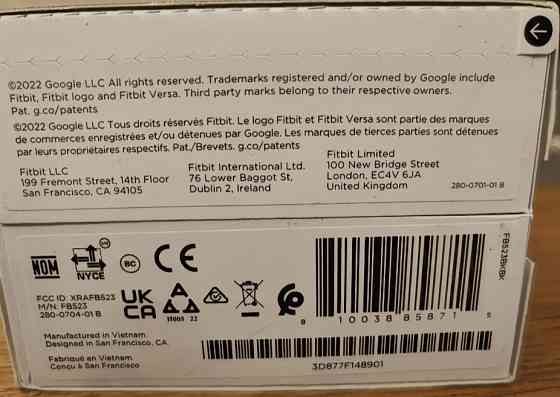 ©2022 Google LLC All rights reserved. Trademarks registered and/or owned by Google include
Fitbit, Fitbit logo and Fitbit Versa. Third party marks belong to their respective owners.
Pat. g.co/patents
©2022 Google LLC Tous droits réservés Fitbit. Le logo Fitbit et Fitbit Versa sont partie des marques
de commerces enregistrées et/ou détenues par Google. Les marques de tierces parties sont détenues
par leurs propriétaires respectifs. Pat./Brevets. g.co/patents
Fitbit LLC
199 Fremont Street, 14th Floor
San Francisco, CA 94105
Fitbit International Ltd.
76 Lower Baggot St,
Dublin 2, Ireland
Fitbit Limited
100 New Bridge Street
London, EC4V 6JA
United Kingdom
280-0701-01 B
FB523BKBK
NOM
NYCE
BC
CE
FCC ID: XRAFB523
M/N: FB523
280-0704-01 B
UK
CA
11005 22
8 10038 85871 5
Manufactured in Vietnam
Designed in San Francisco, CA
Fabriqué en Vietnam
Conçu à San Francisco
3D877F148901